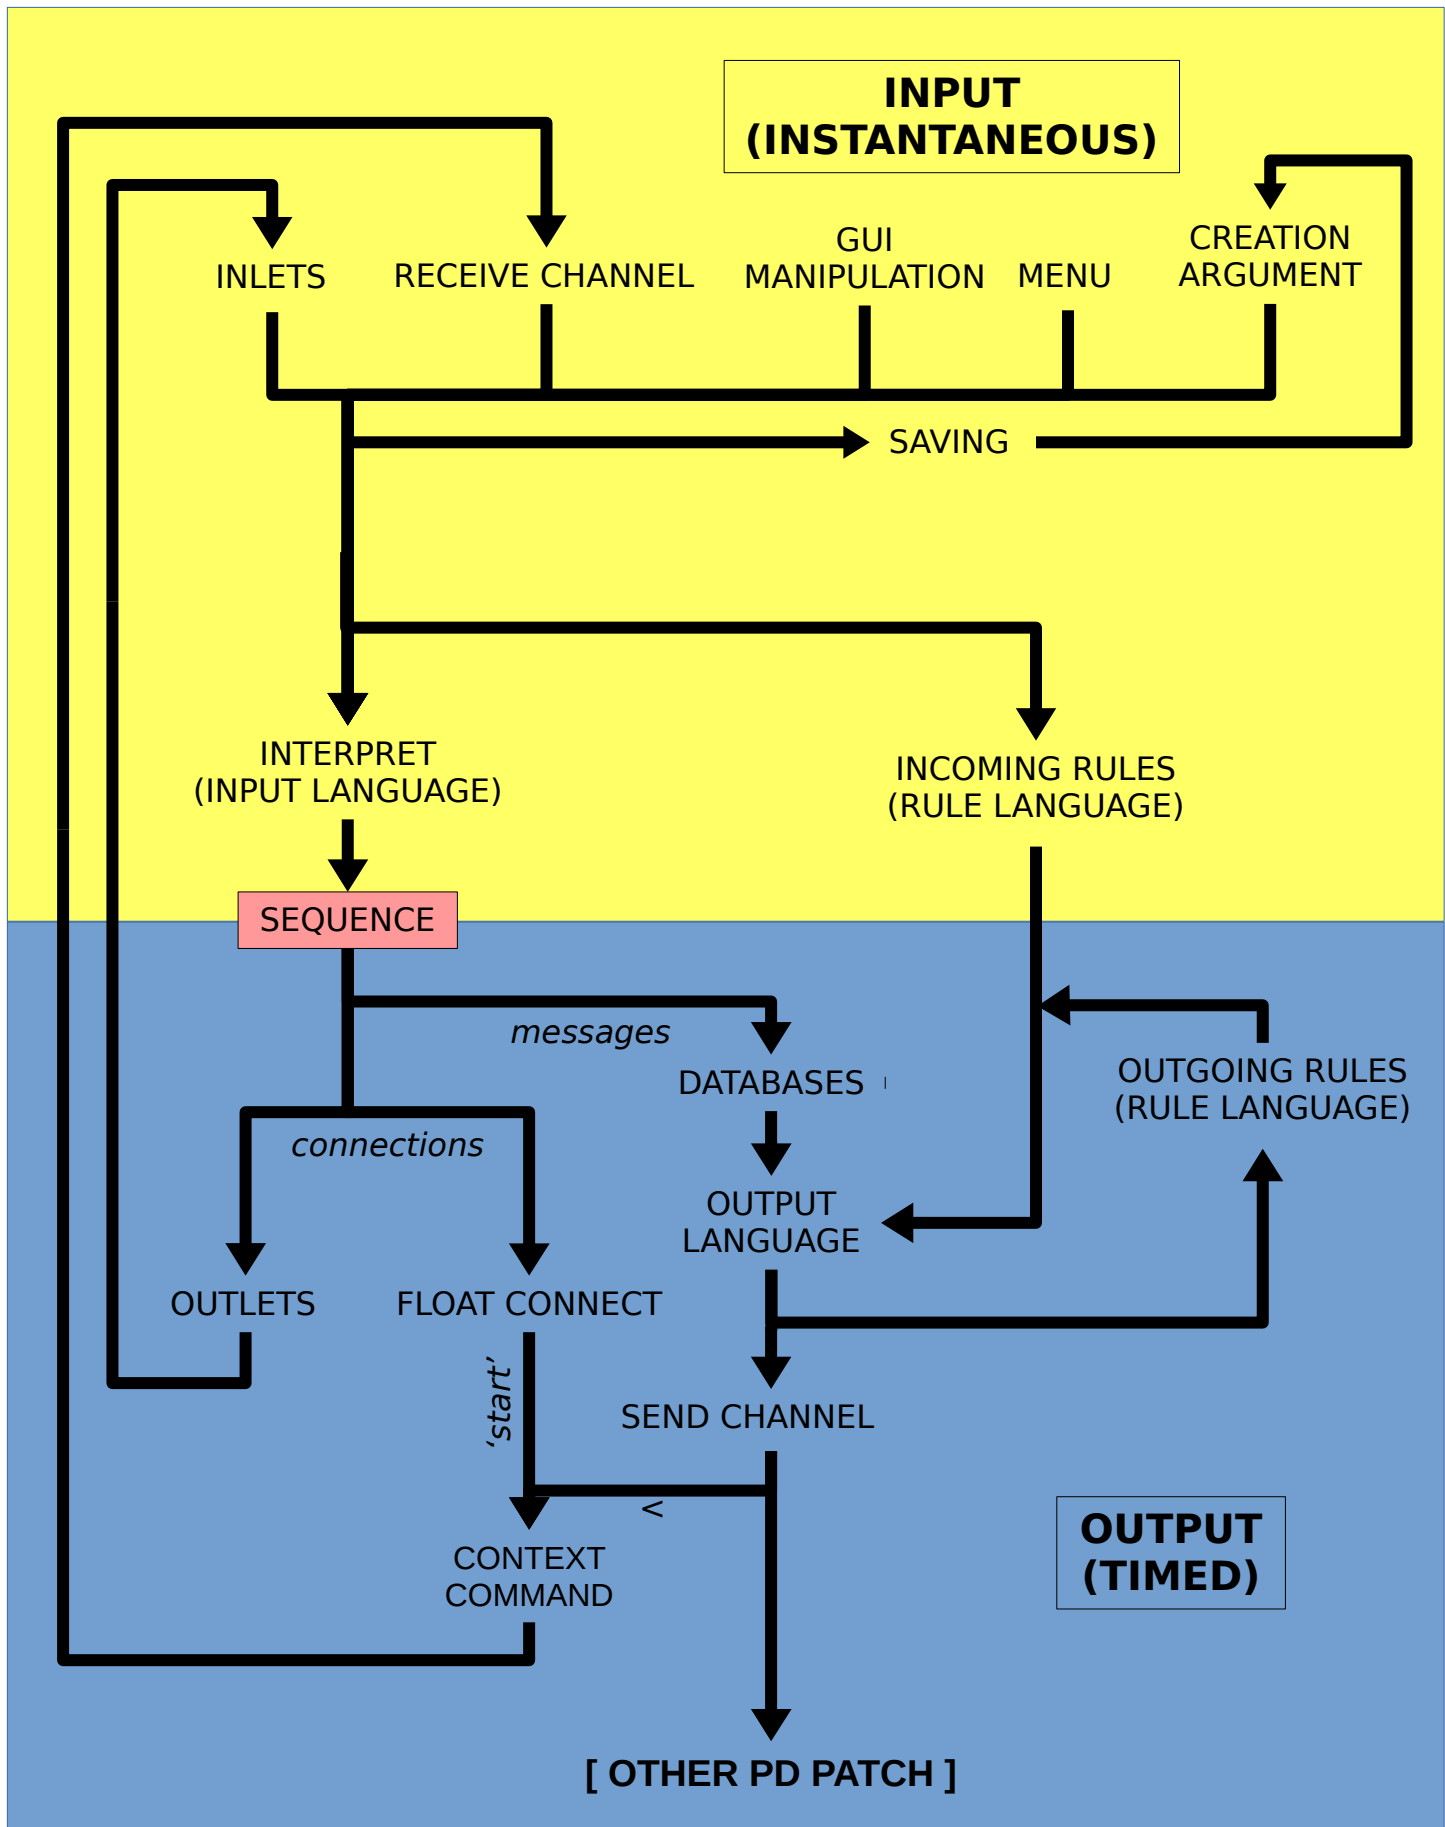 INPUT
(INSTANTANEOUS)
INLETS
RECEIVE CHANNEL
GUI
MANIPULATION
MENU
CREATION
ARGUMENT
SAVING
INTERPRET
(INPUT LANGUAGE)
INCOMING RULES
(RULE LANGUAGE)
SEQUENCE
messages
DATABASES
OUTGOING RULES
(RULE LANGUAGE)
connections
OUTPUT
LANGUAGE
OUTLETS
FLOAT CONNECT
‘start’
SEND CHANNEL
<
CONTEXT
COMMAND
OUTPUT
(TIMED)
[ OTHER PD PATCH ]